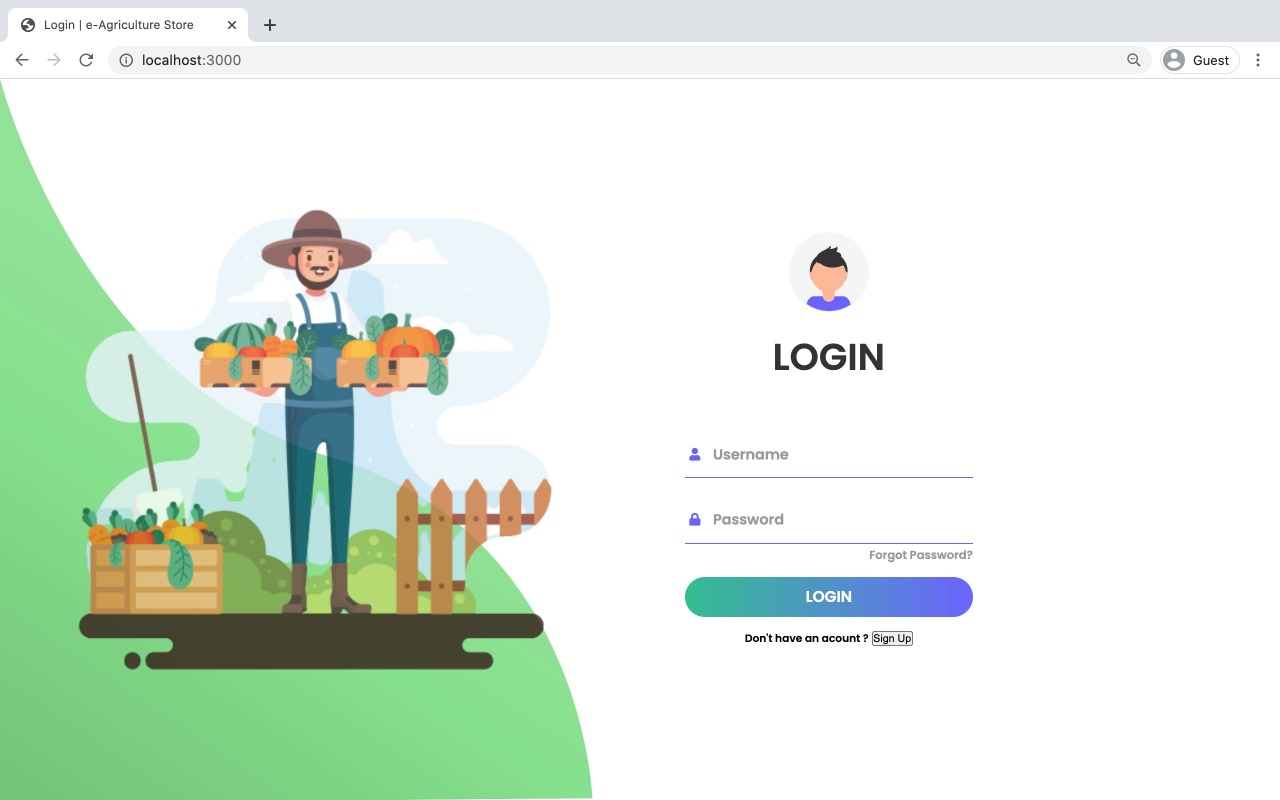 Login | e-Agriculture Store
localhost:3000
Guest
LOGIN
Username
Password
Forgot Password?
LOGIN
Don't have an acount ? Sign Up